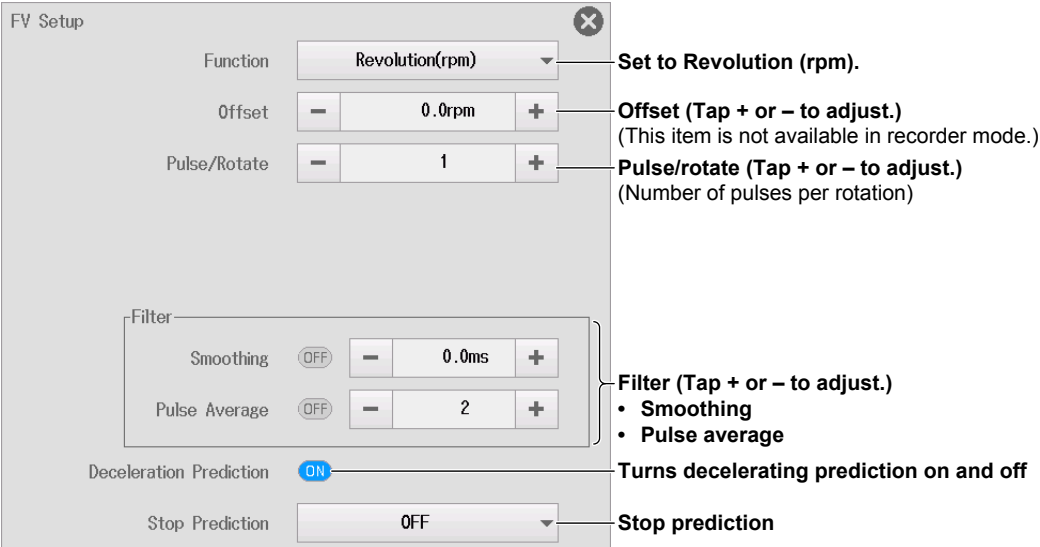 FV Setup
Function Revolution(rpm) Set to Revolution (rpm).
Offset − 0.0rpm + Offset (Tap + or – to adjust.)
(This item is not available in recorder mode.)
Pulse/Rotate − 1 + Pulse/rotate (Tap + or – to adjust.)
(Number of pulses per rotation)
Filter
Smoothing OFF − 0.0ms +
Pulse Average OFF − 2 +
Filter (Tap + or – to adjust.)
• Smoothing
• Pulse average
Deceleration Prediction ON Turns decelerating prediction on and off
Stop Prediction OFF Stop prediction